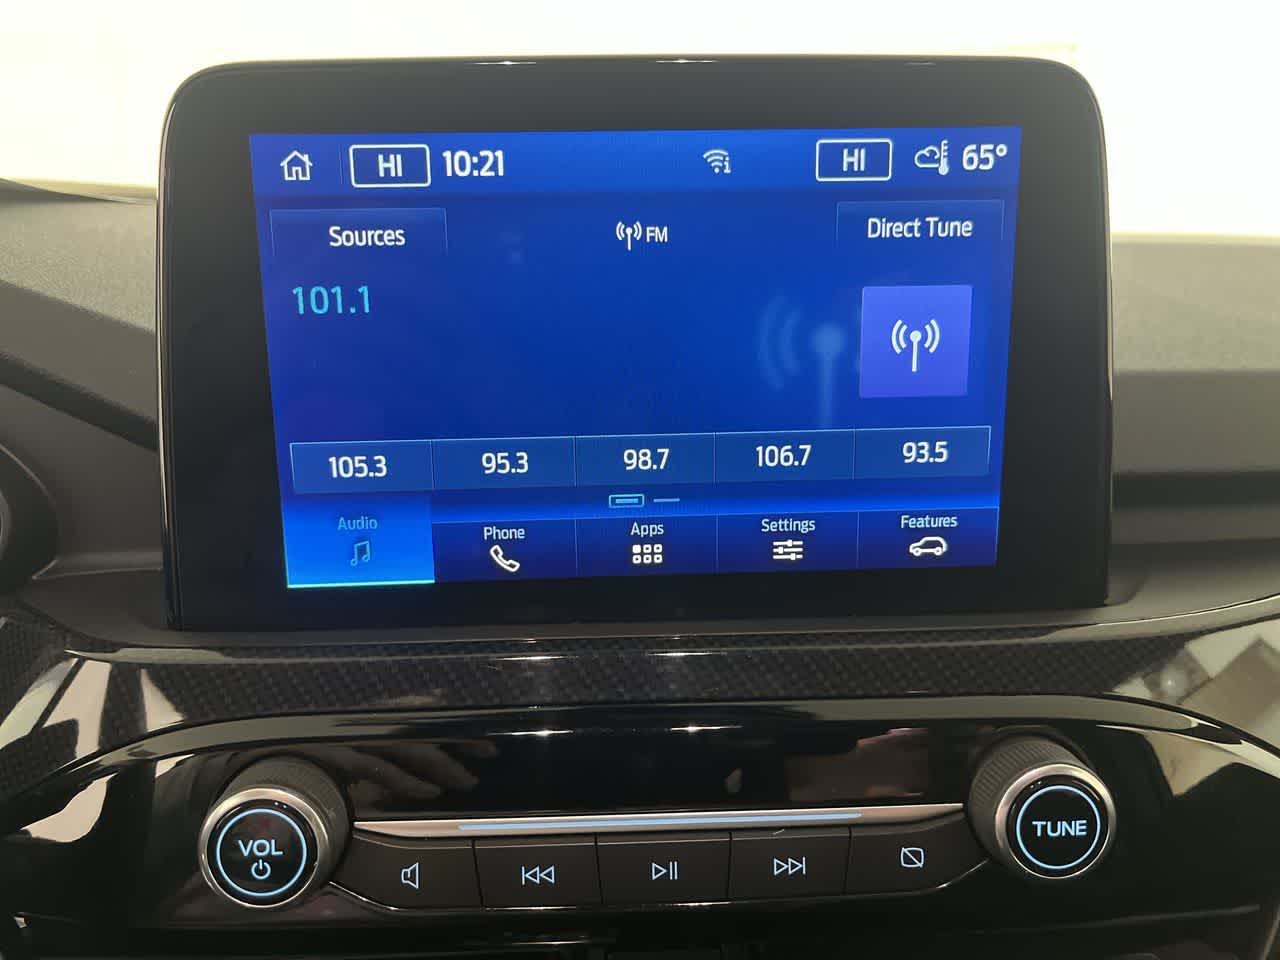 HI 10:21 HI 65°
Sources FM Direct Tune
101.1
105.3 95.3 98.7 106.7 93.5
Audio Phone Apps Settings Features
VOL TUNE